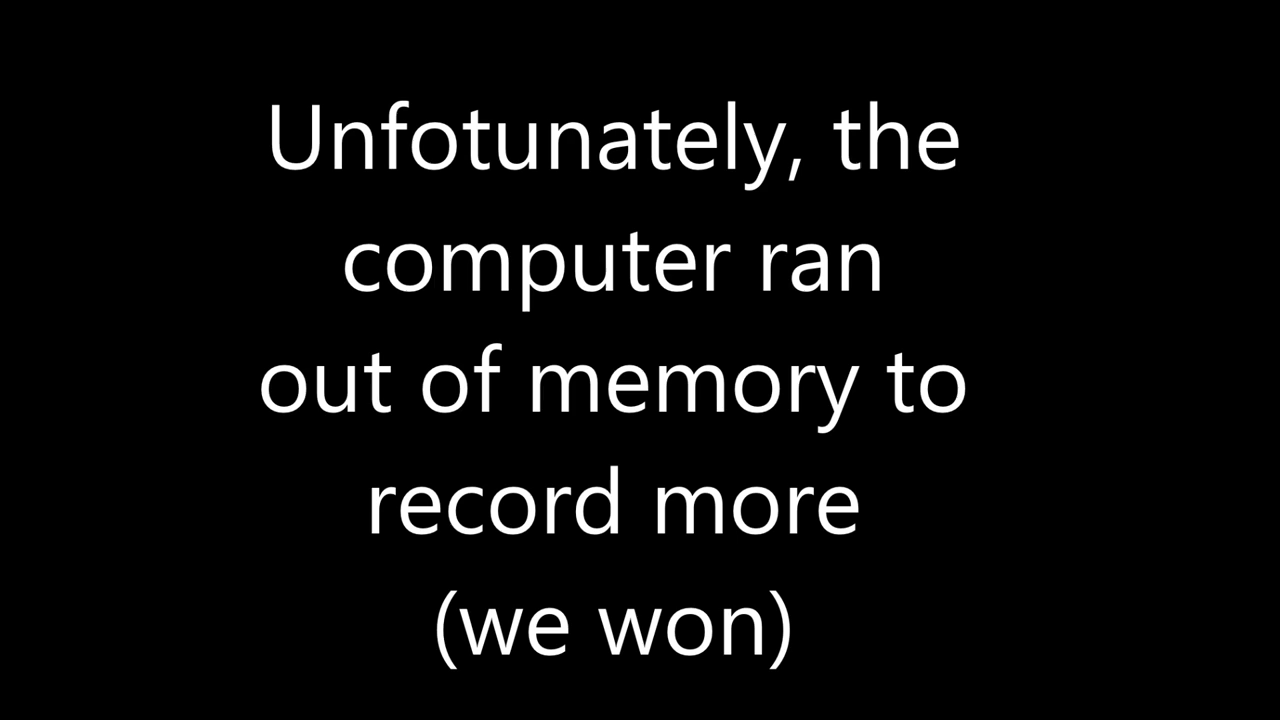 Unfotunately, the
computer ran
out of memory to
record more
(we won)